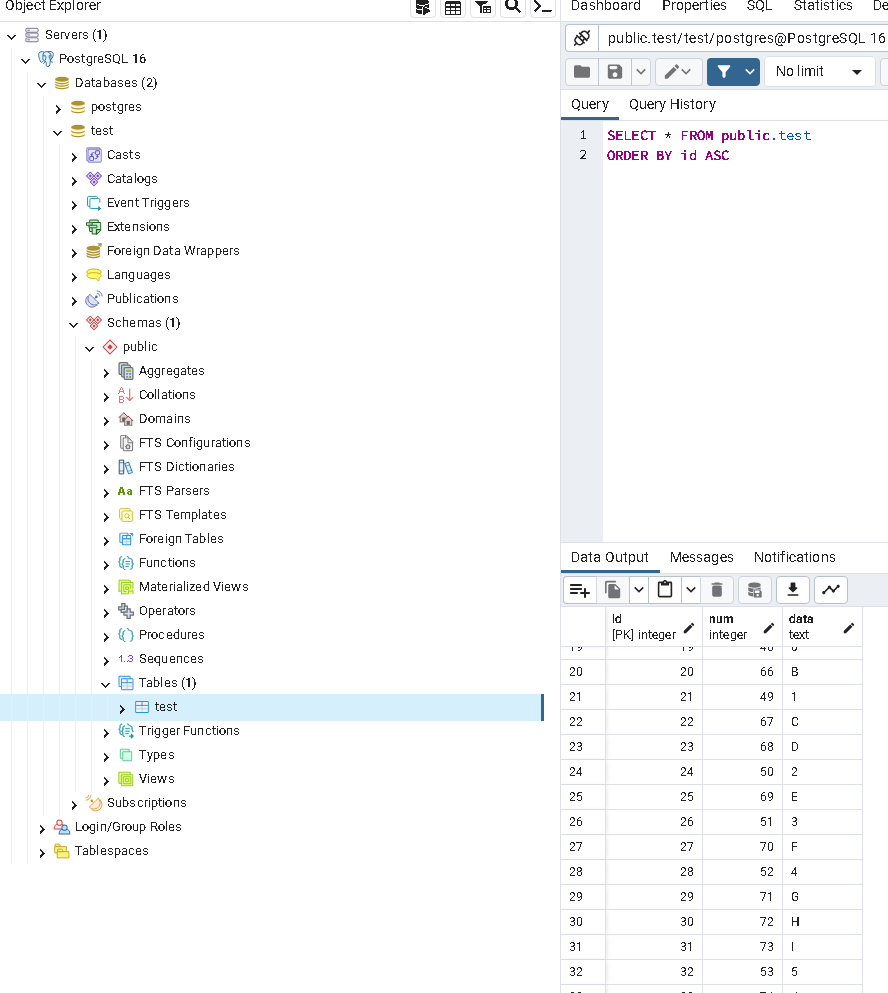 Object Explorer
Servers (1)
PostgreSQL 16
Databases (2)
postgres
test
Casts
Catalogs
Event Triggers
Extensions
Foreign Data Wrappers
Languages
Publications
Schemas (1)
public
Aggregates
Collations
Domains
FTS Configurations
FTS Dictionaries
Aa FTS Parsers
FTS Templates
Foreign Tables
Functions
Materialized Views
Operators
Procedures
1.3 Sequences
Tables (1)
test
Trigger Functions
Types
Views
Subscriptions
Login/Group Roles
Tablespaces
Dashboard Properties SQL Statistics De
public.test/test/postgres@PostgreSQL 16
No limit
Query Query History
1 SELECT * FROM public.test
2 ORDER BY id ASC
Data Output Messages Notifications
id num data
[PK] integer integer text
19 19 48 0
20 20 66 B
21 21 49 1
22 22 67 C
23 23 68 D
24 24 50 2
25 25 69 E
26 26 51 3
27 27 70 F
28 28 52 4
29 29 71 G
30 30 72 H
31 31 73 I
32 32 53 5